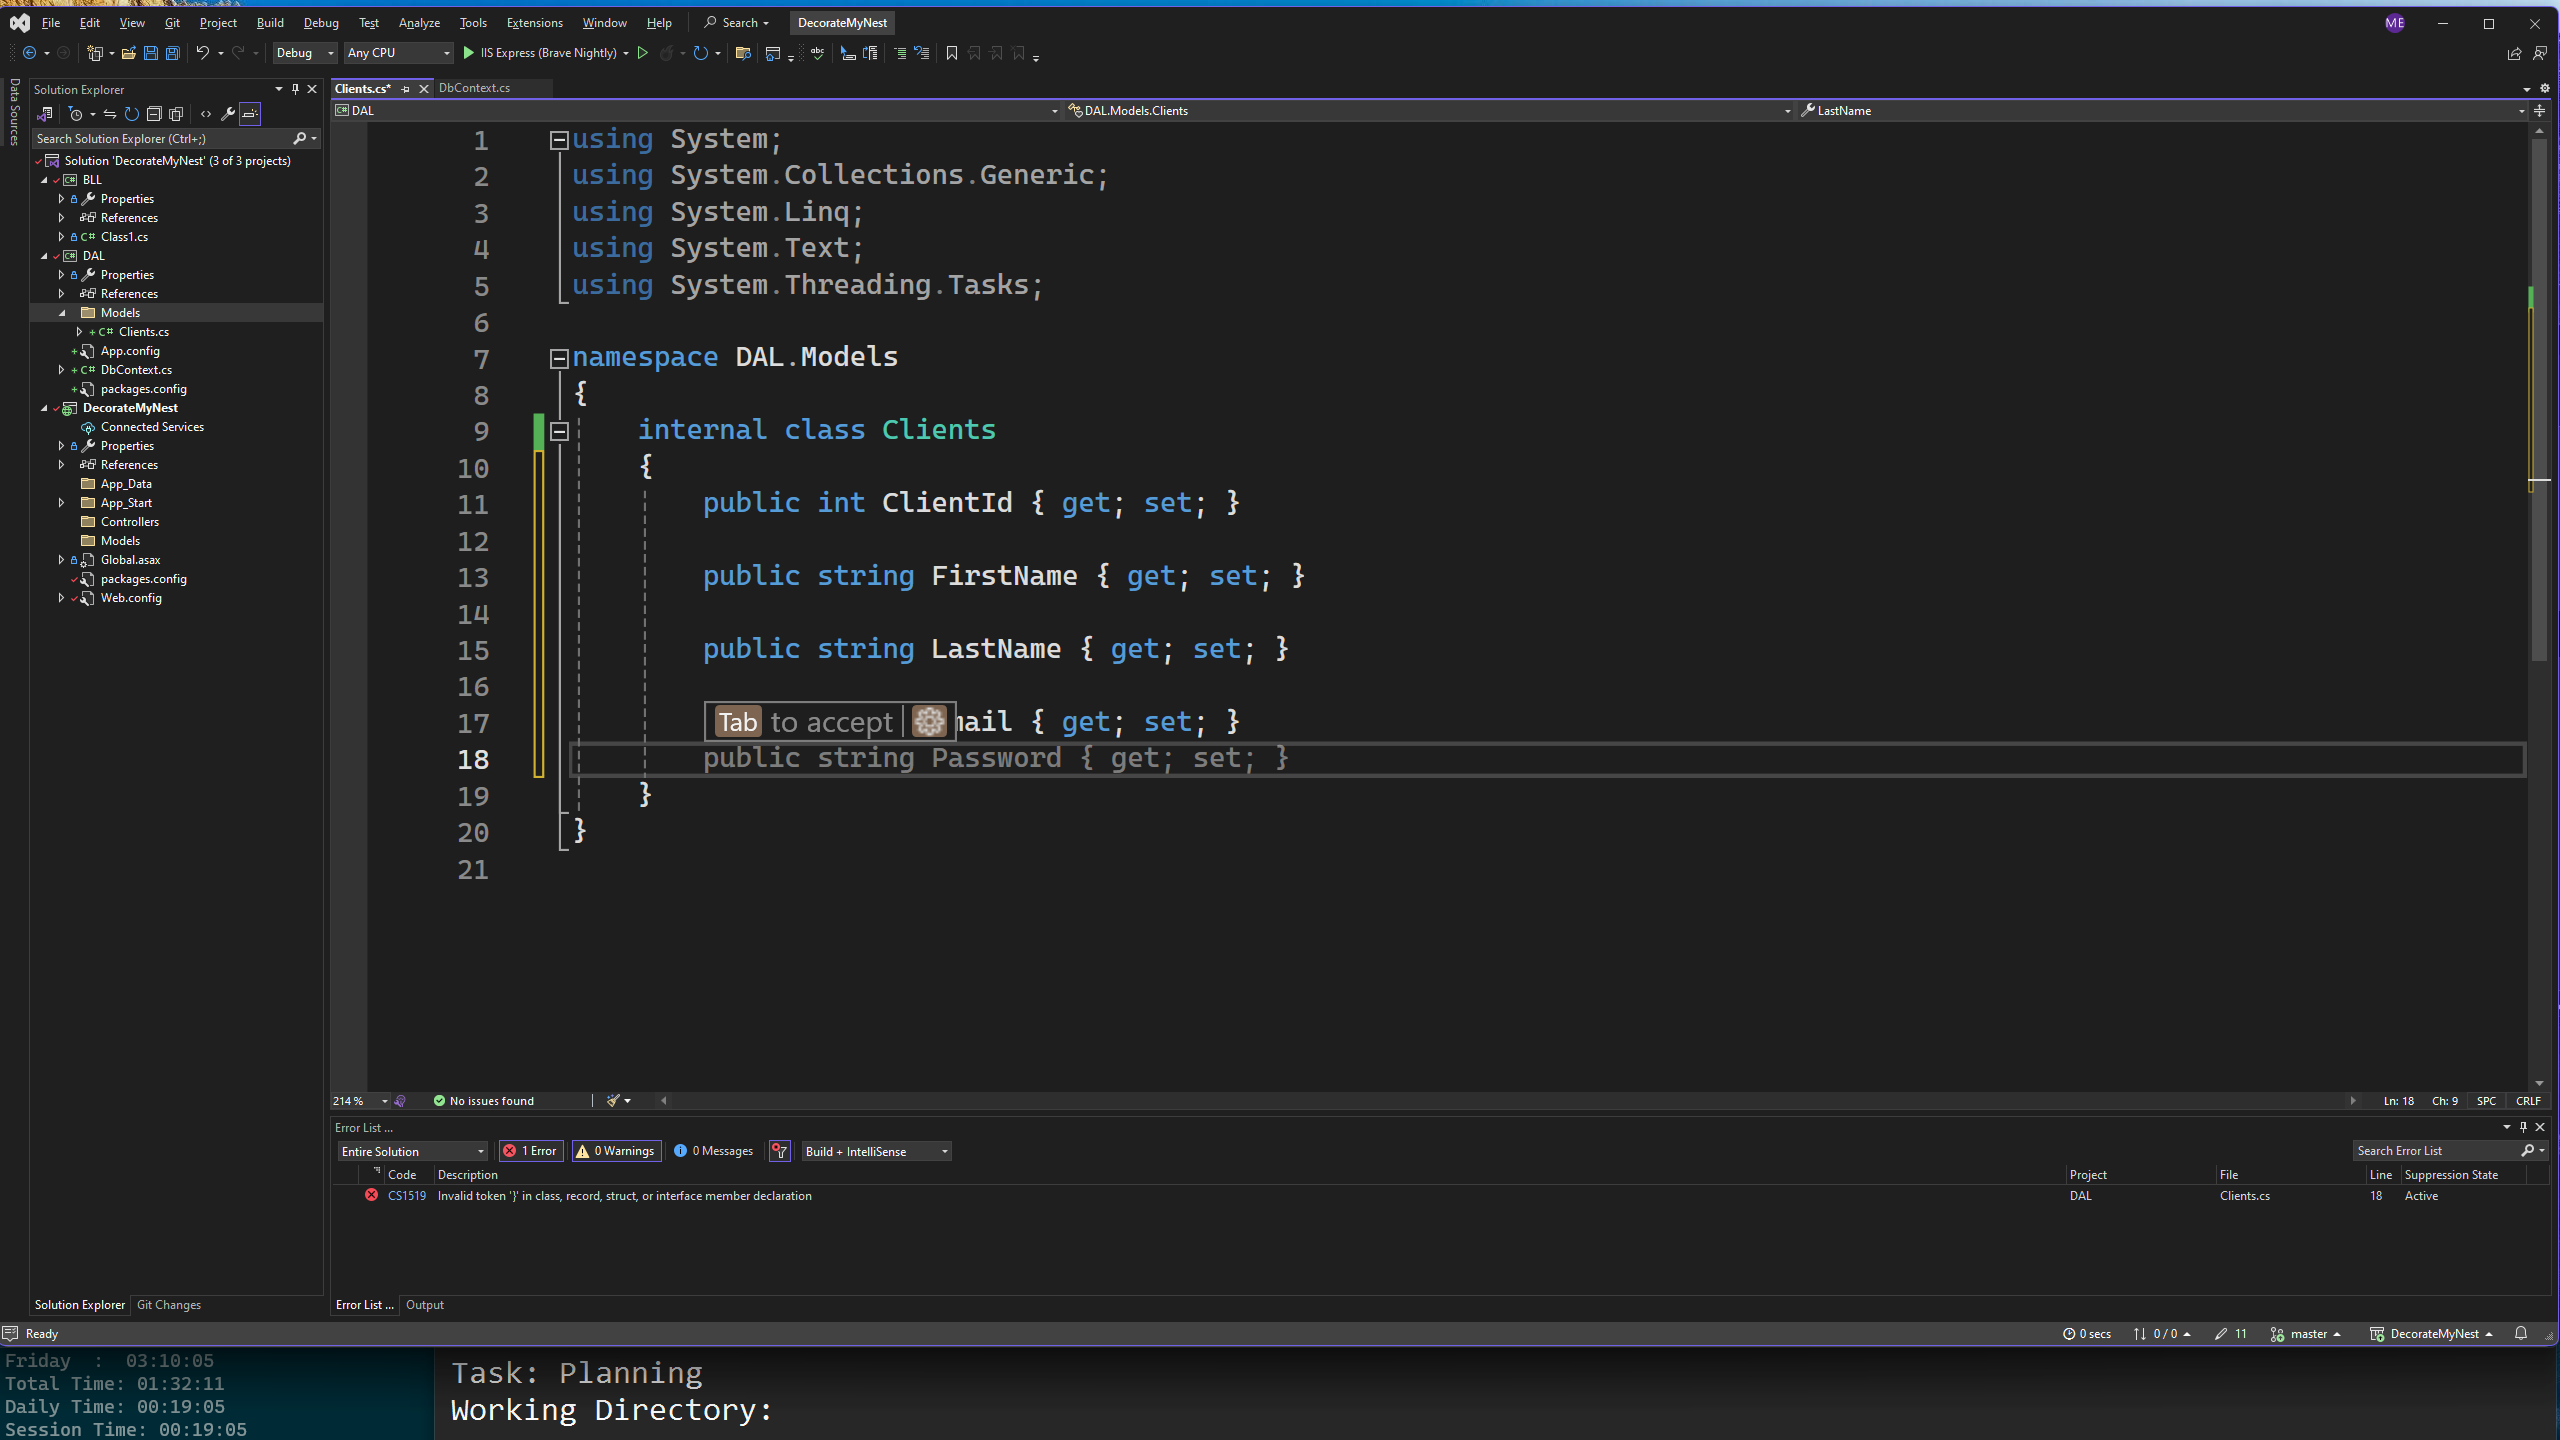 File Edit View Git Project Build Debug Test Analyze Tools Extensions Window Help Search DecorateMyNest ME
Debug Any CPU IIS Express (Brave Nightly)
Data Sources
Solution Explorer
Search Solution Explorer (Ctrl+;)
Solution 'DecorateMyNest' (3 of 3 projects)
BLL
Properties
References
C# Class1.cs
DAL
Properties
References
Models
C# Clients.cs
App.config
C# DbContext.cs
packages.config
DecorateMyNest
Connected Services
Properties
References
App_Data
App_Start
Controllers
Models
Global.asax
packages.config
Web.config
Solution Explorer Git Changes
Clients.cs* DbContext.cs
DAL DAL.Models.Clients LastName
1 using System;
2 using System.Collections.Generic;
3 using System.Linq;
4 using System.Text;
5 using System.Threading.Tasks;
6
7 namespace DAL.Models
8 {
9 internal class Clients
10 {
11 public int ClientId { get; set; }
12
13 public string FirstName { get; set; }
14
15 public string LastName { get; set; }
16
17 Tab to accept mail { get; set; }
18 public string Password { get; set; }
19 }
20 }
21
214 % No issues found Ln: 18 Ch: 9 SPC CRLF
Error List ...
Entire Solution 1 Error 0 Warnings 0 Messages Build + IntelliSense Search Error List
Code Description Project File Line Suppression State
CS1519 Invalid token '}' in class, record, struct, or interface member declaration DAL Clients.cs 18 Active
Error List ... Output
Ready 0 secs 0 / 0 11 master DecorateMyNest
Friday : 03:10:05
Total Time: 01:32:11
Daily Time: 00:19:05
Session Time: 00:19:05
Task: Planning
Working Directory: